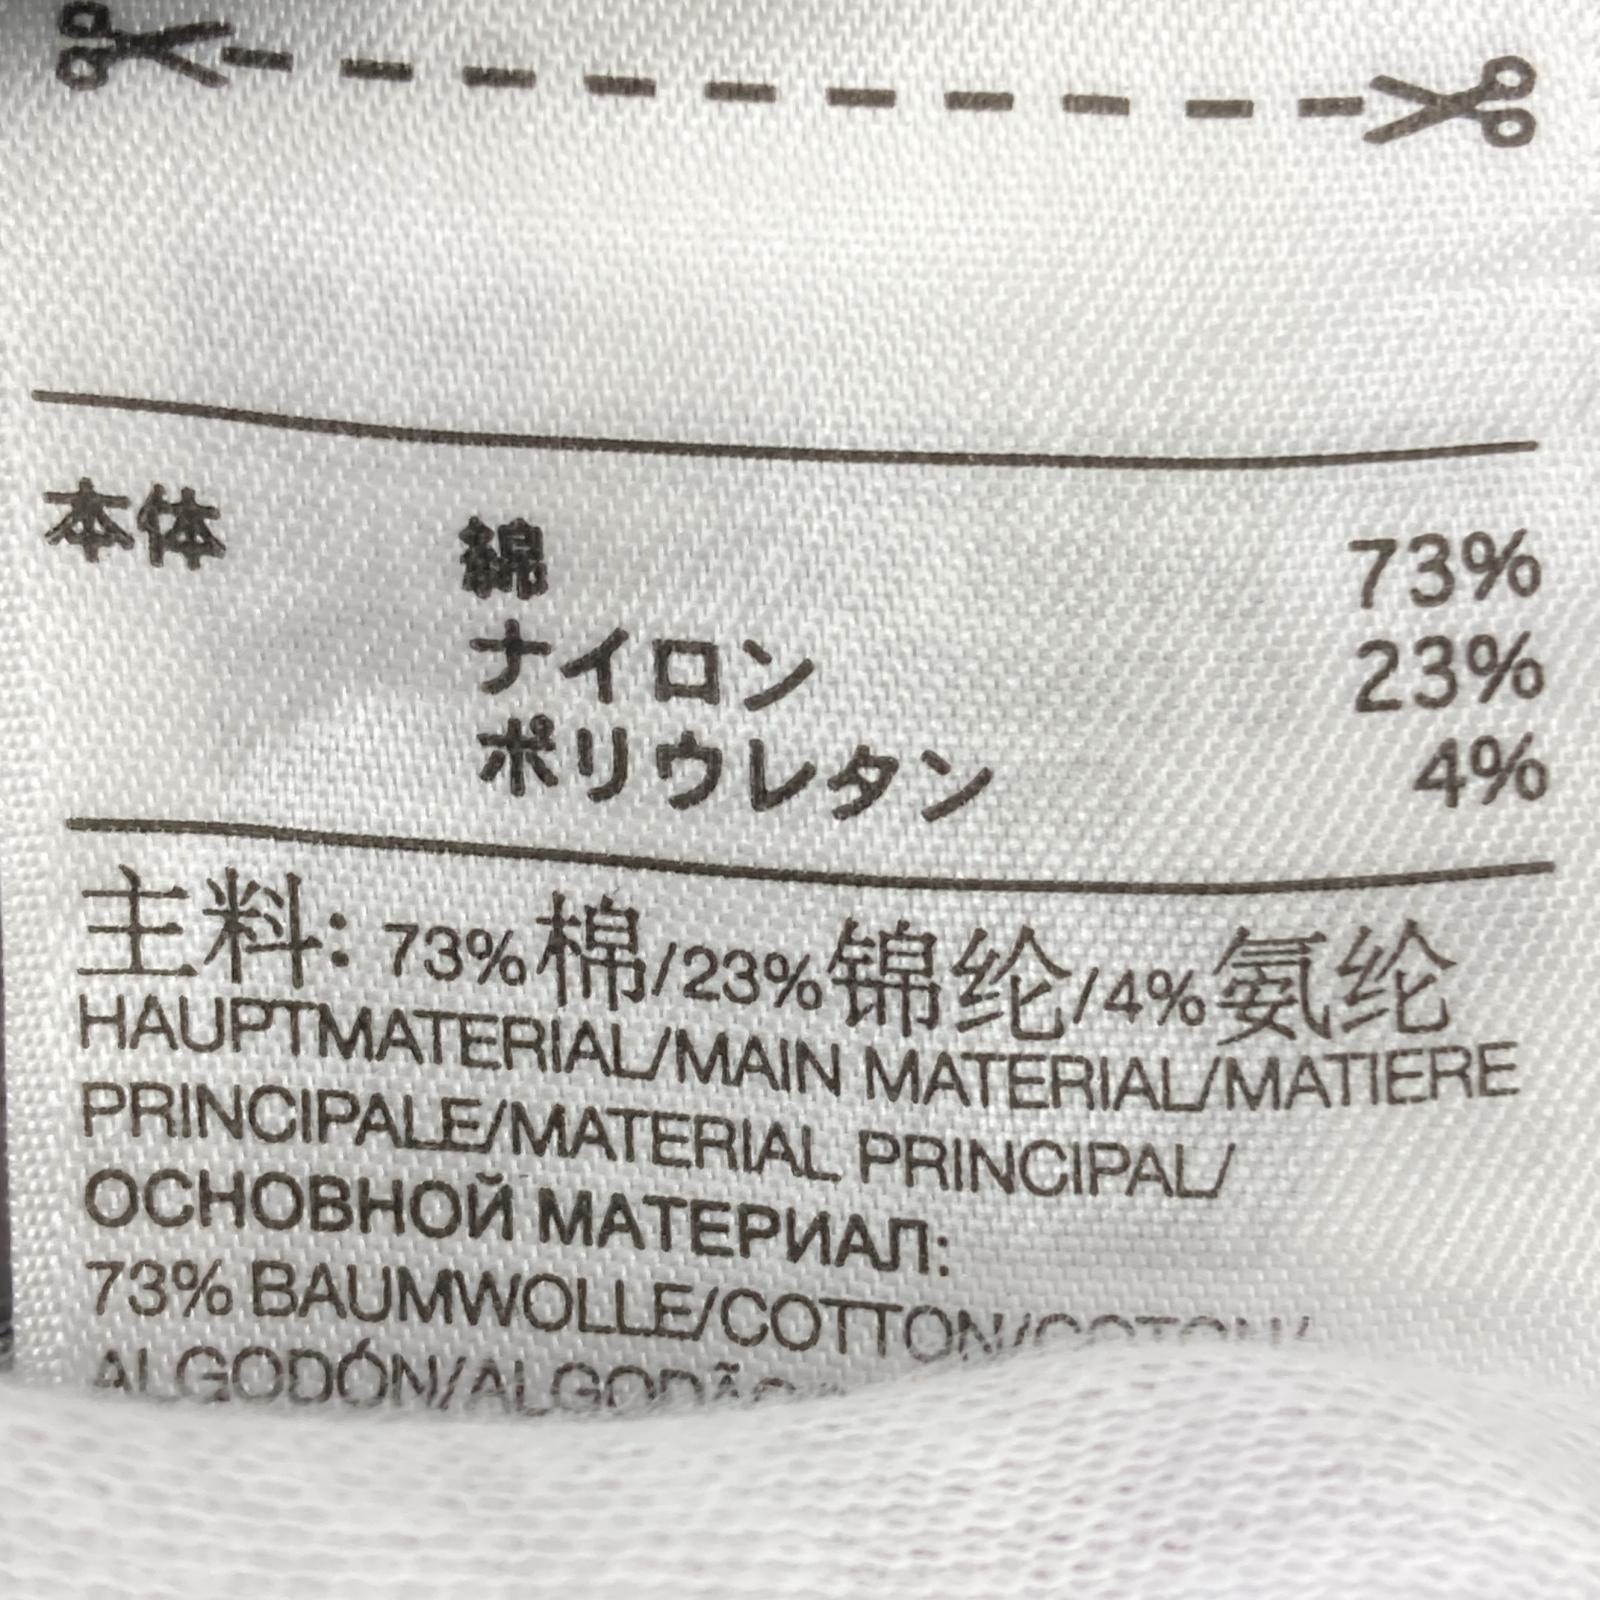 本体 綿 73%
ナイロン 23%
ポリウレタン 4%
主料: 73%棉/23%锦纶/4%氨纶
HAUPTMATERIAL/MAIN MATERIAL/MATIERE
PRINCIPALE/MATERIAL PRINCIPAL/
ОСНОВНОЙ МАТЕРИАЛ:
73% BAUMWOLLE/COTTON/COTON/
ALGODÓN/ALGODÃO